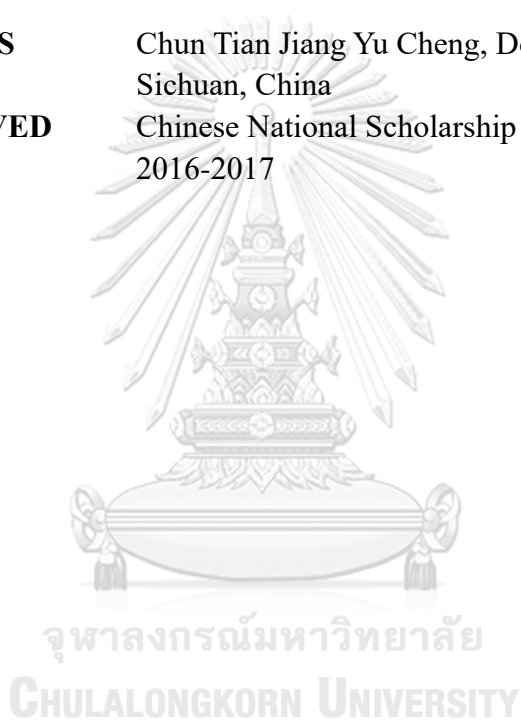 S Chun Tian Jiang Yu Cheng, D
Sichuan, China
VED Chinese National Scholarship
2016-2017
จุฬาลงกรณ์มหาวิทยาลัย
CHULALONGKORN UNIVERSITY